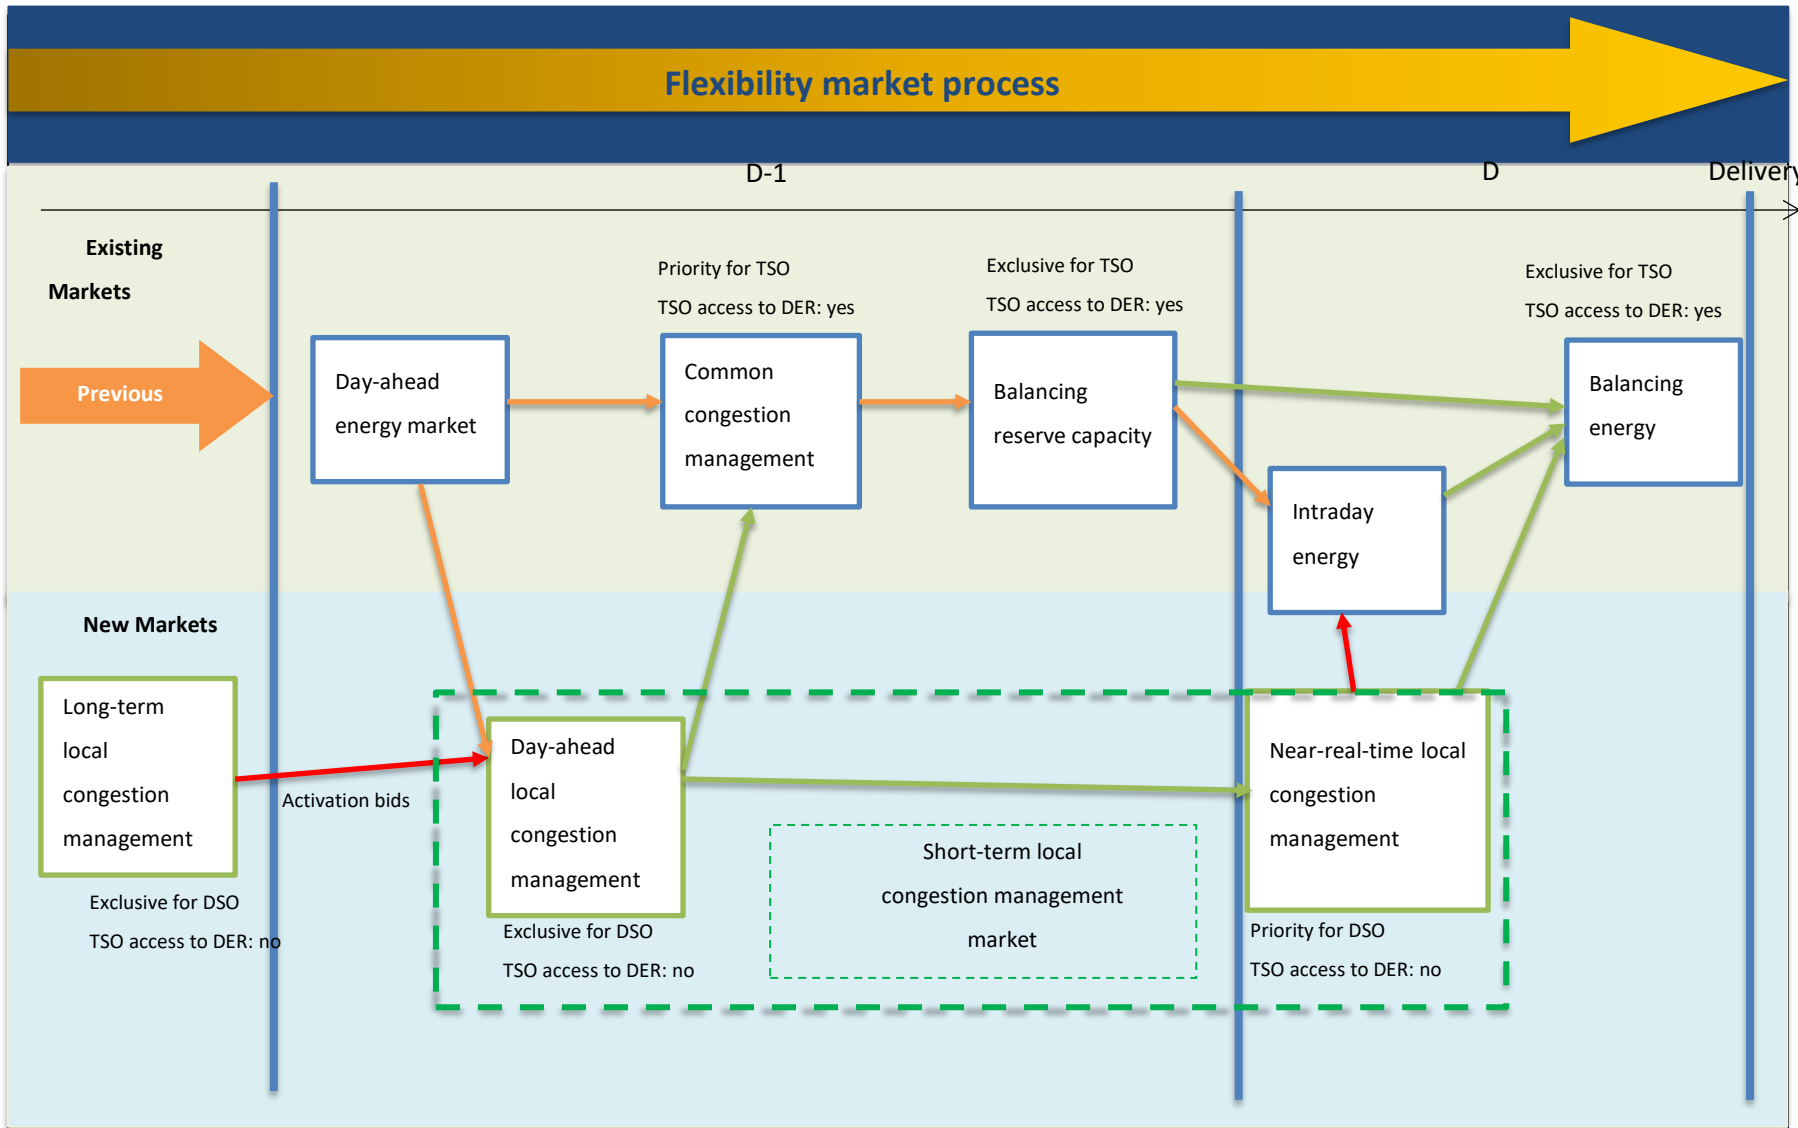 Flexibility market process
D-1
D
Delivery
Existing
Markets
Priority for TSO
TSO access to DER: yes
Exclusive for TSO
TSO access to DER: yes
Exclusive for TSO
TSO access to DER: yes
Previous
Day-ahead
energy market
Common
congestion
management
Balancing
reserve capacity
Balancing
energy
Intraday
energy
New Markets
Long-term
local
congestion
management
Activation bids
Exclusive for DSO
TSO access to DER: no
Day-ahead
local
congestion
management
Exclusive for DSO
TSO access to DER: no
Short-term local
congestion management
market
Near-real-time local
congestion
management
Priority for DSO
TSO access to DER: no